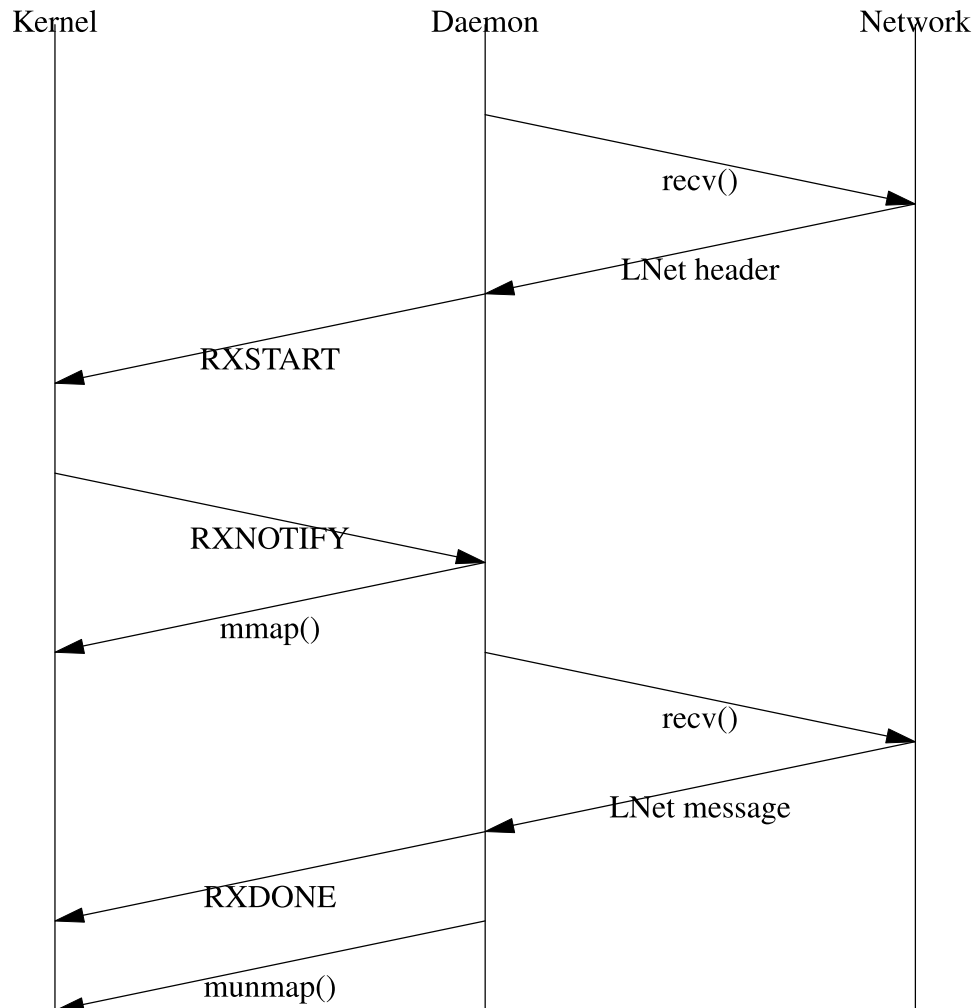 Kernel
Daemon
Network
recv()
LNet header
RXSTART
RXNOTIFY
mmap()
recv()
LNet message
RXDONE
munmap()